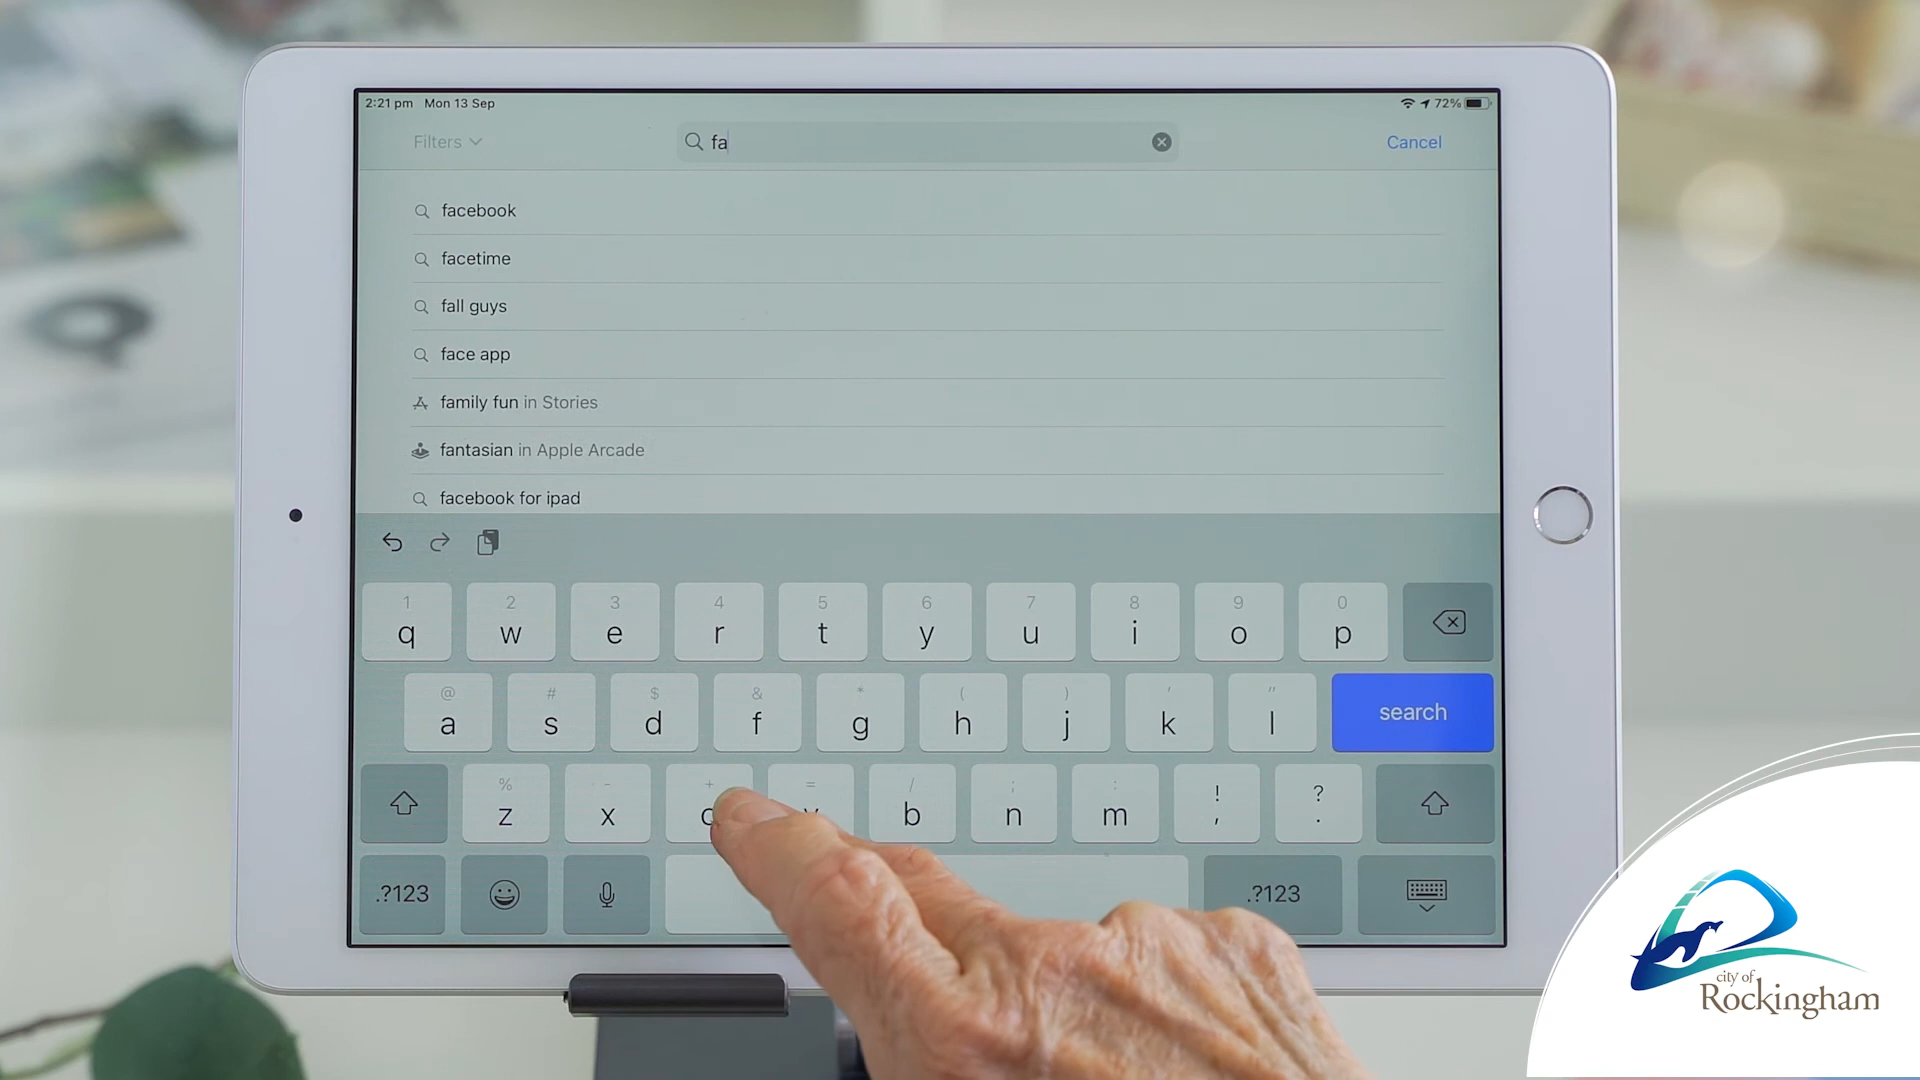 2:21 pm Mon 13 Sep 72%
Filters fa Cancel
facebook
facetime
fall guys
face app
family fun in Stories
fantasian in Apple Arcade
facebook for ipad
1 2 3 4 5 6 7 8 9 0
q w e r t y u i o p
@ # $ & * ( ) ' "
a s d f g h j k l search
% - + = / ; : ! ?
z x c v b n m , .
.?123 .?123
city of
Rockingham